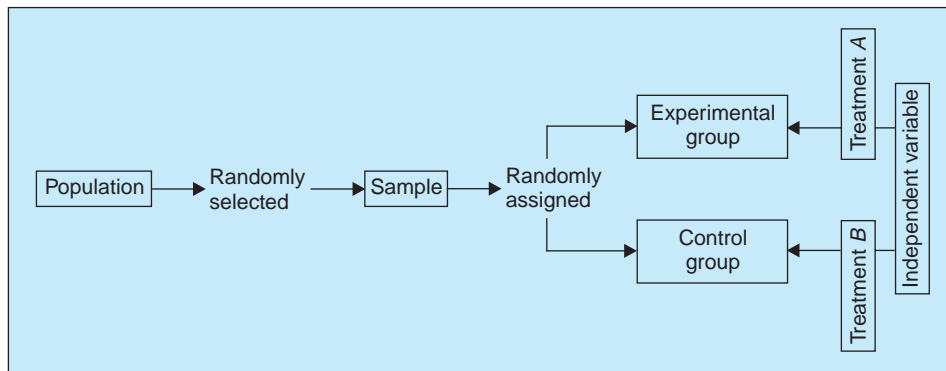 Population
Randomly
selected
Sample
Randomly
assigned
Experimental
group
Control
group
Treatment A
Treatment B
Independent variable